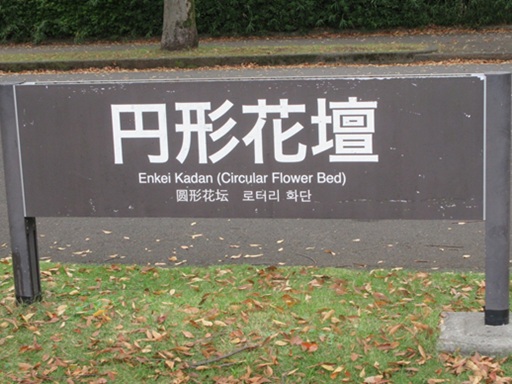 円形花壇
Enkei Kadan (Circular Flower Bed)
圆形花坛 로터리 화단